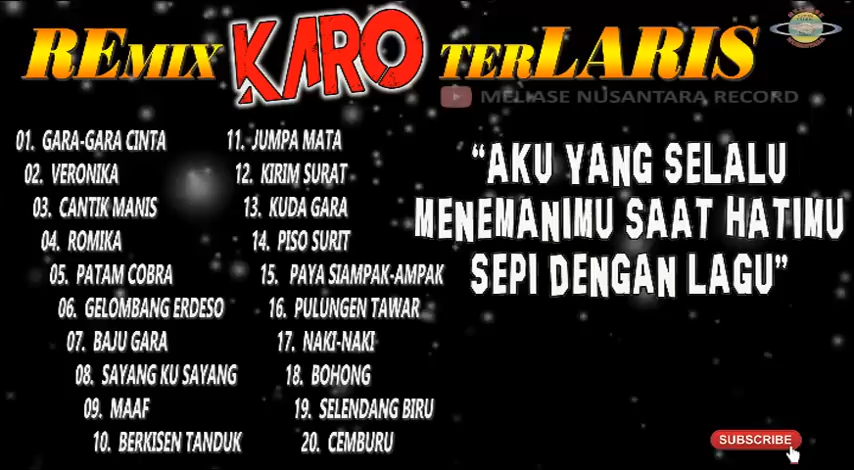 REMIX KARO TERLARIS
MELIASE NUSANTARA RECORD
01. GARA-GARA CINTA
02. VERONIKA
03. CANTIK MANIS
04. ROMIKA
05. PATAM COBRA
06. GELOMBANG ERDESO
07. BAJU GARA
08. SAYANG KU SAYANG
09. MAAF
10. BERKISEN TANDUK
11. JUMPA MATA
12. KIRIM SURAT
13. KUDA GARA
14. PISO SURIT
15. PAYA SIAMPAK-AMPAK
16. PULUNGEN TAWAR
17. NAKI-NAKI
18. BOHONG
19. SELENDANG BIRU
20. CEMBURU
“AKU YANG SELALU
MENEMANIMU SAAT HATIMU
SEPI DENGAN LAGU”
SUBSCRIBE